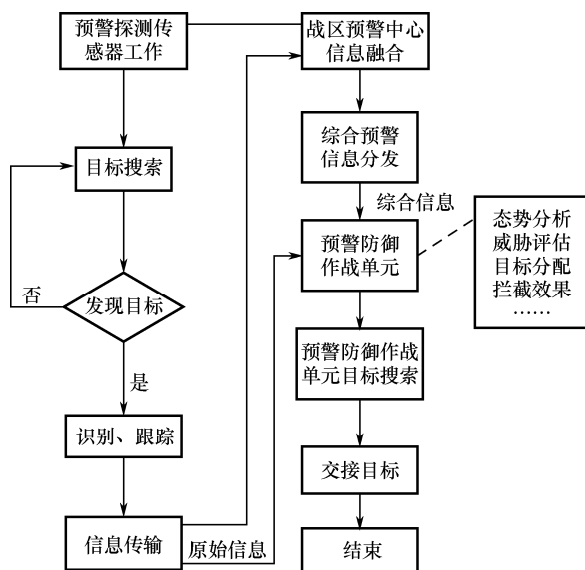 预警探测传
感器工作
目标搜索
否
发现目标
是
识别、跟踪
信息传输
原始信息
战区预警中心
信息融合
综合预警
信息分发
综合信息
预警防御
作战单元
态势分析
威胁评估
目标分配
拦截效果
……
预警防御作战
单元目标搜索
交接目标
结束